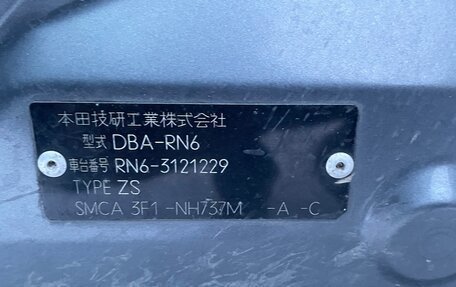 本田技研工業株式会社
型式 DBA-RN6
車台番号 RN6-3121229
TYPE ZS
SMCA 3F1 -NH737M -A -C